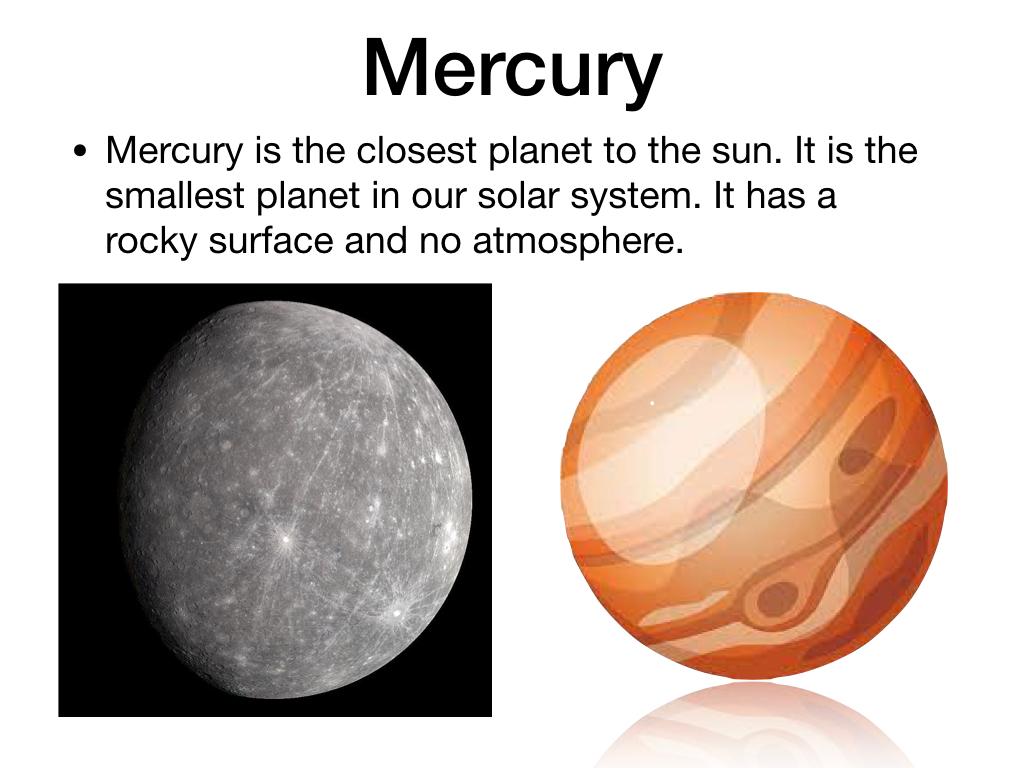 Mercury
• Mercury is the closest planet to the sun. It is the
smallest planet in our solar system. It has a
rocky surface and no atmosphere.